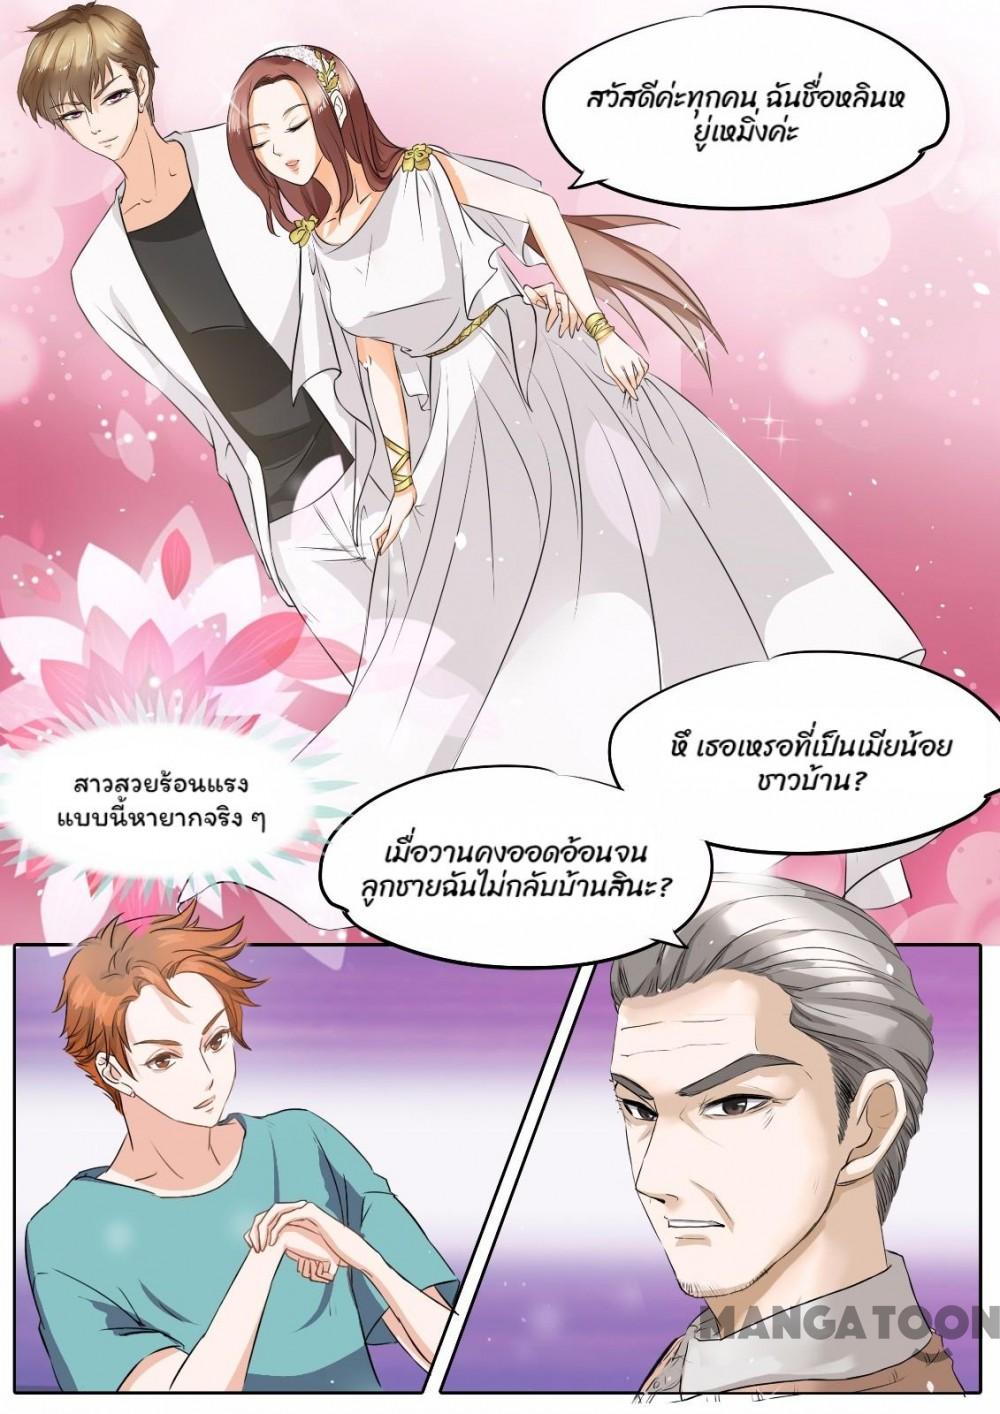 สวัสดีค่ะทุกคน ฉันชื่อหลินห
ยู่เหมิ่งค่ะ
หึ เธอเหรอที่เป็นเมียน้อย
ชาวบ้าน?
สาวสวยร้อนแรง
แบบนี้หายากจริง ๆ
เมื่อวานคงออดอ้อนจน
ลูกชายฉันไม่กลับบ้านสินะ?
MANGATOON